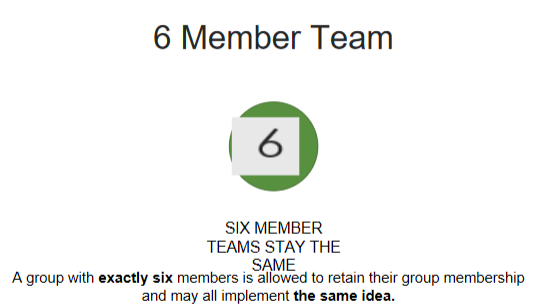 6 Member Team
6
SIX MEMBER
TEAMS STAY THE
SAME
A group with exactly six members is allowed to retain their group membership
and may all implement the same idea.